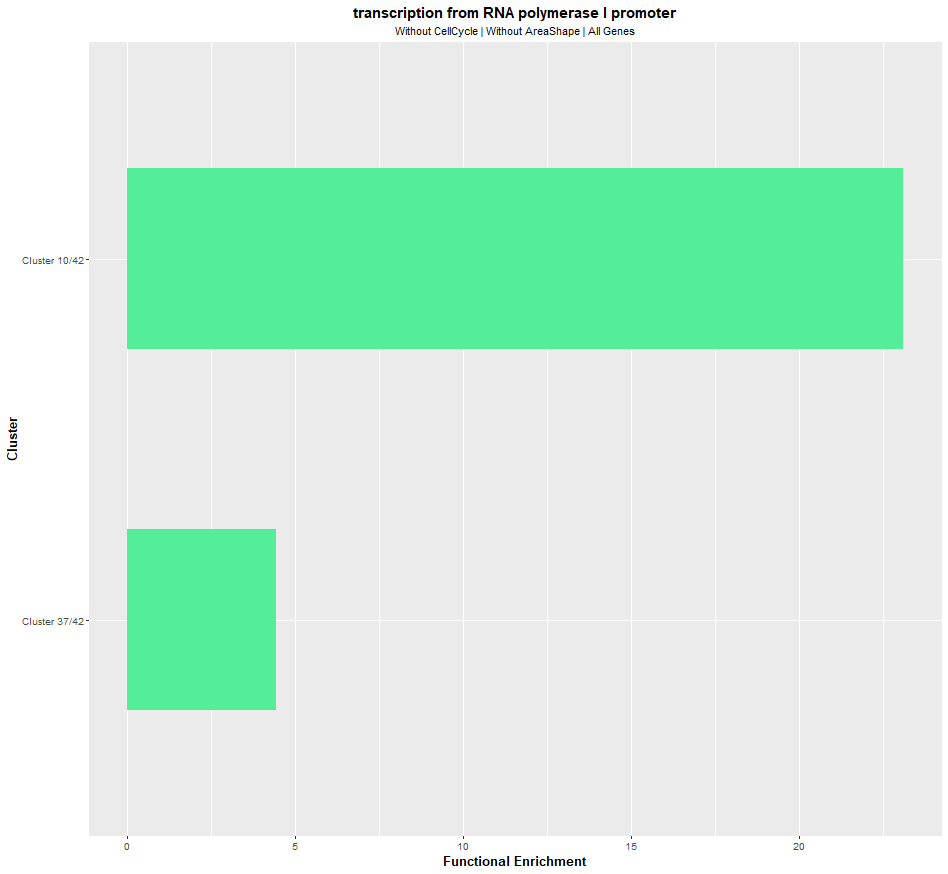 transcription from RNA polymerase I promoter
Without CellCycle | Without AreaShape | All Genes
Cluster
Cluster 10/42
Cluster 37/42
0 5 10 15 20
Functional Enrichment